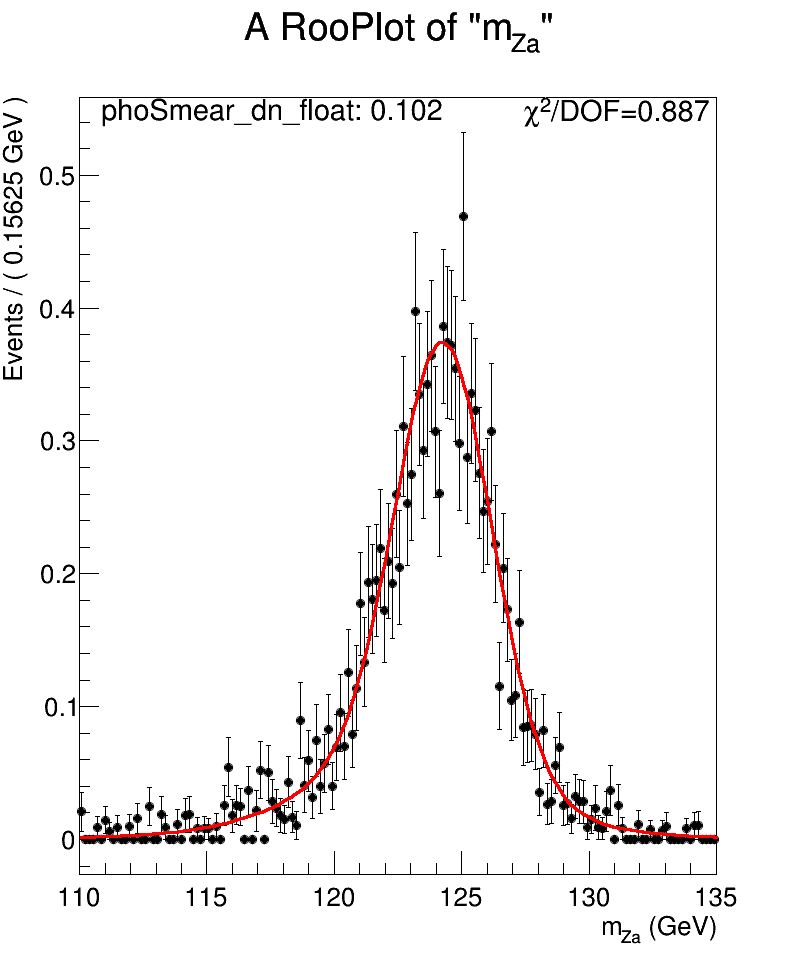 A RooPlot of "m_Za"
phoSmear_dn_float: 0.102 χ²/DOF=0.887
Events / ( 0.15625 GeV )
0.5
0.4
0.3
0.2
0.1
0
110 115 120 125 130 135
m_Za (GeV)